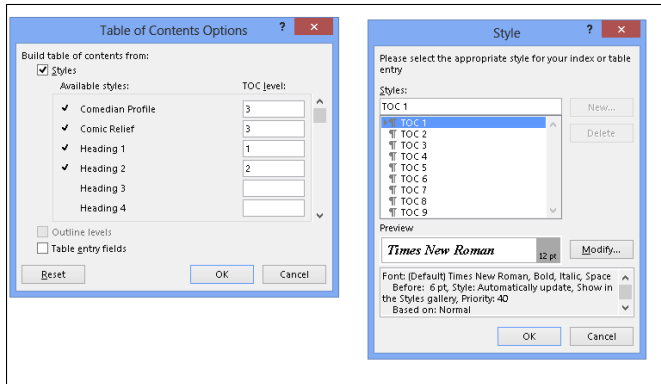 Table of Contents Options ?
Build table of contents from:
Styles
Available styles: TOC level:
Comedian Profile 3
Comic Relief 3
Heading 1 1
Heading 2 2
Heading 3
Heading 4
Outline levels
Table entry fields
Reset OK Cancel
Style ?
Please select the appropriate style for your index or table
entry
Styles:
TOC 1 New...
TOC 1 Delete
TOC 2
TOC 3
TOC 4
TOC 5
TOC 6
TOC 7
TOC 8
TOC 9
Preview
Times New Roman 12 pt Modify...
Font: (Default) Times New Roman, Bold, Italic, Space
Before: 6 pt, Style: Automatically update, Show in
the Styles gallery, Priority: 40
Based on: Normal
OK Cancel